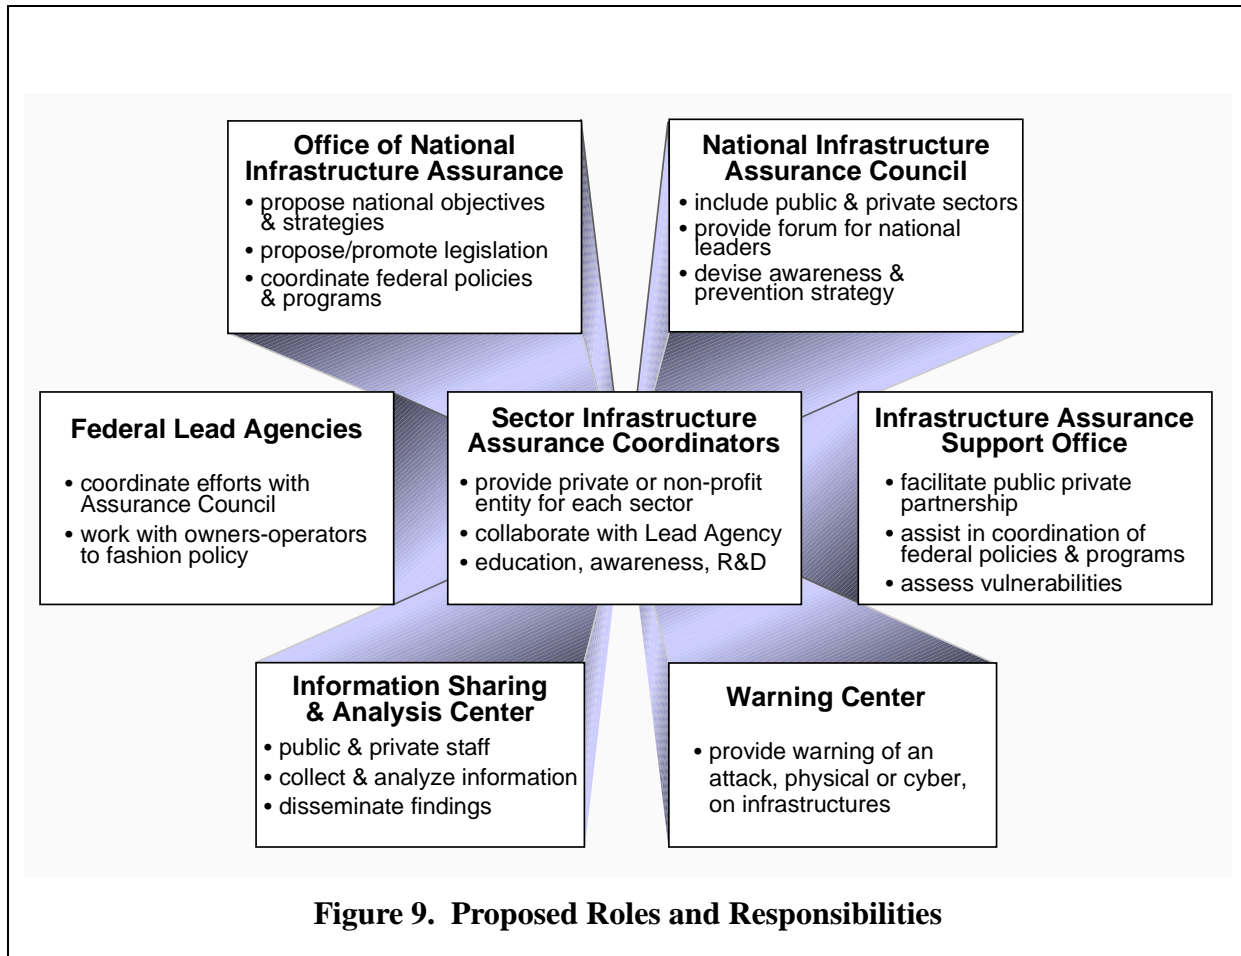 Office of National
Infrastructure Assurance
• propose national objectives
& strategies
• propose/promote legislation
• coordinate federal policies
& programs
National Infrastructure
Assurance Council
• include public & private sectors
• provide forum for national
leaders
• devise awareness &
prevention strategy
Federal Lead Agencies
• coordinate efforts with
Assurance Council
• work with owners-operators
to fashion policy
Sector Infrastructure
Assurance Coordinators
• provide private or non-profit
entity for each sector
• collaborate with Lead Agency
• education, awareness, R&D
Infrastructure Assurance
Support Office
• facilitate public private
partnership
• assist in coordination of
federal policies & programs
• assess vulnerabilities
Information Sharing
& Analysis Center
• public & private staff
• collect & analyze information
• disseminate findings
Warning Center
• provide warning of an
attack, physical or cyber,
on infrastructures
Figure 9. Proposed Roles and Responsibilities